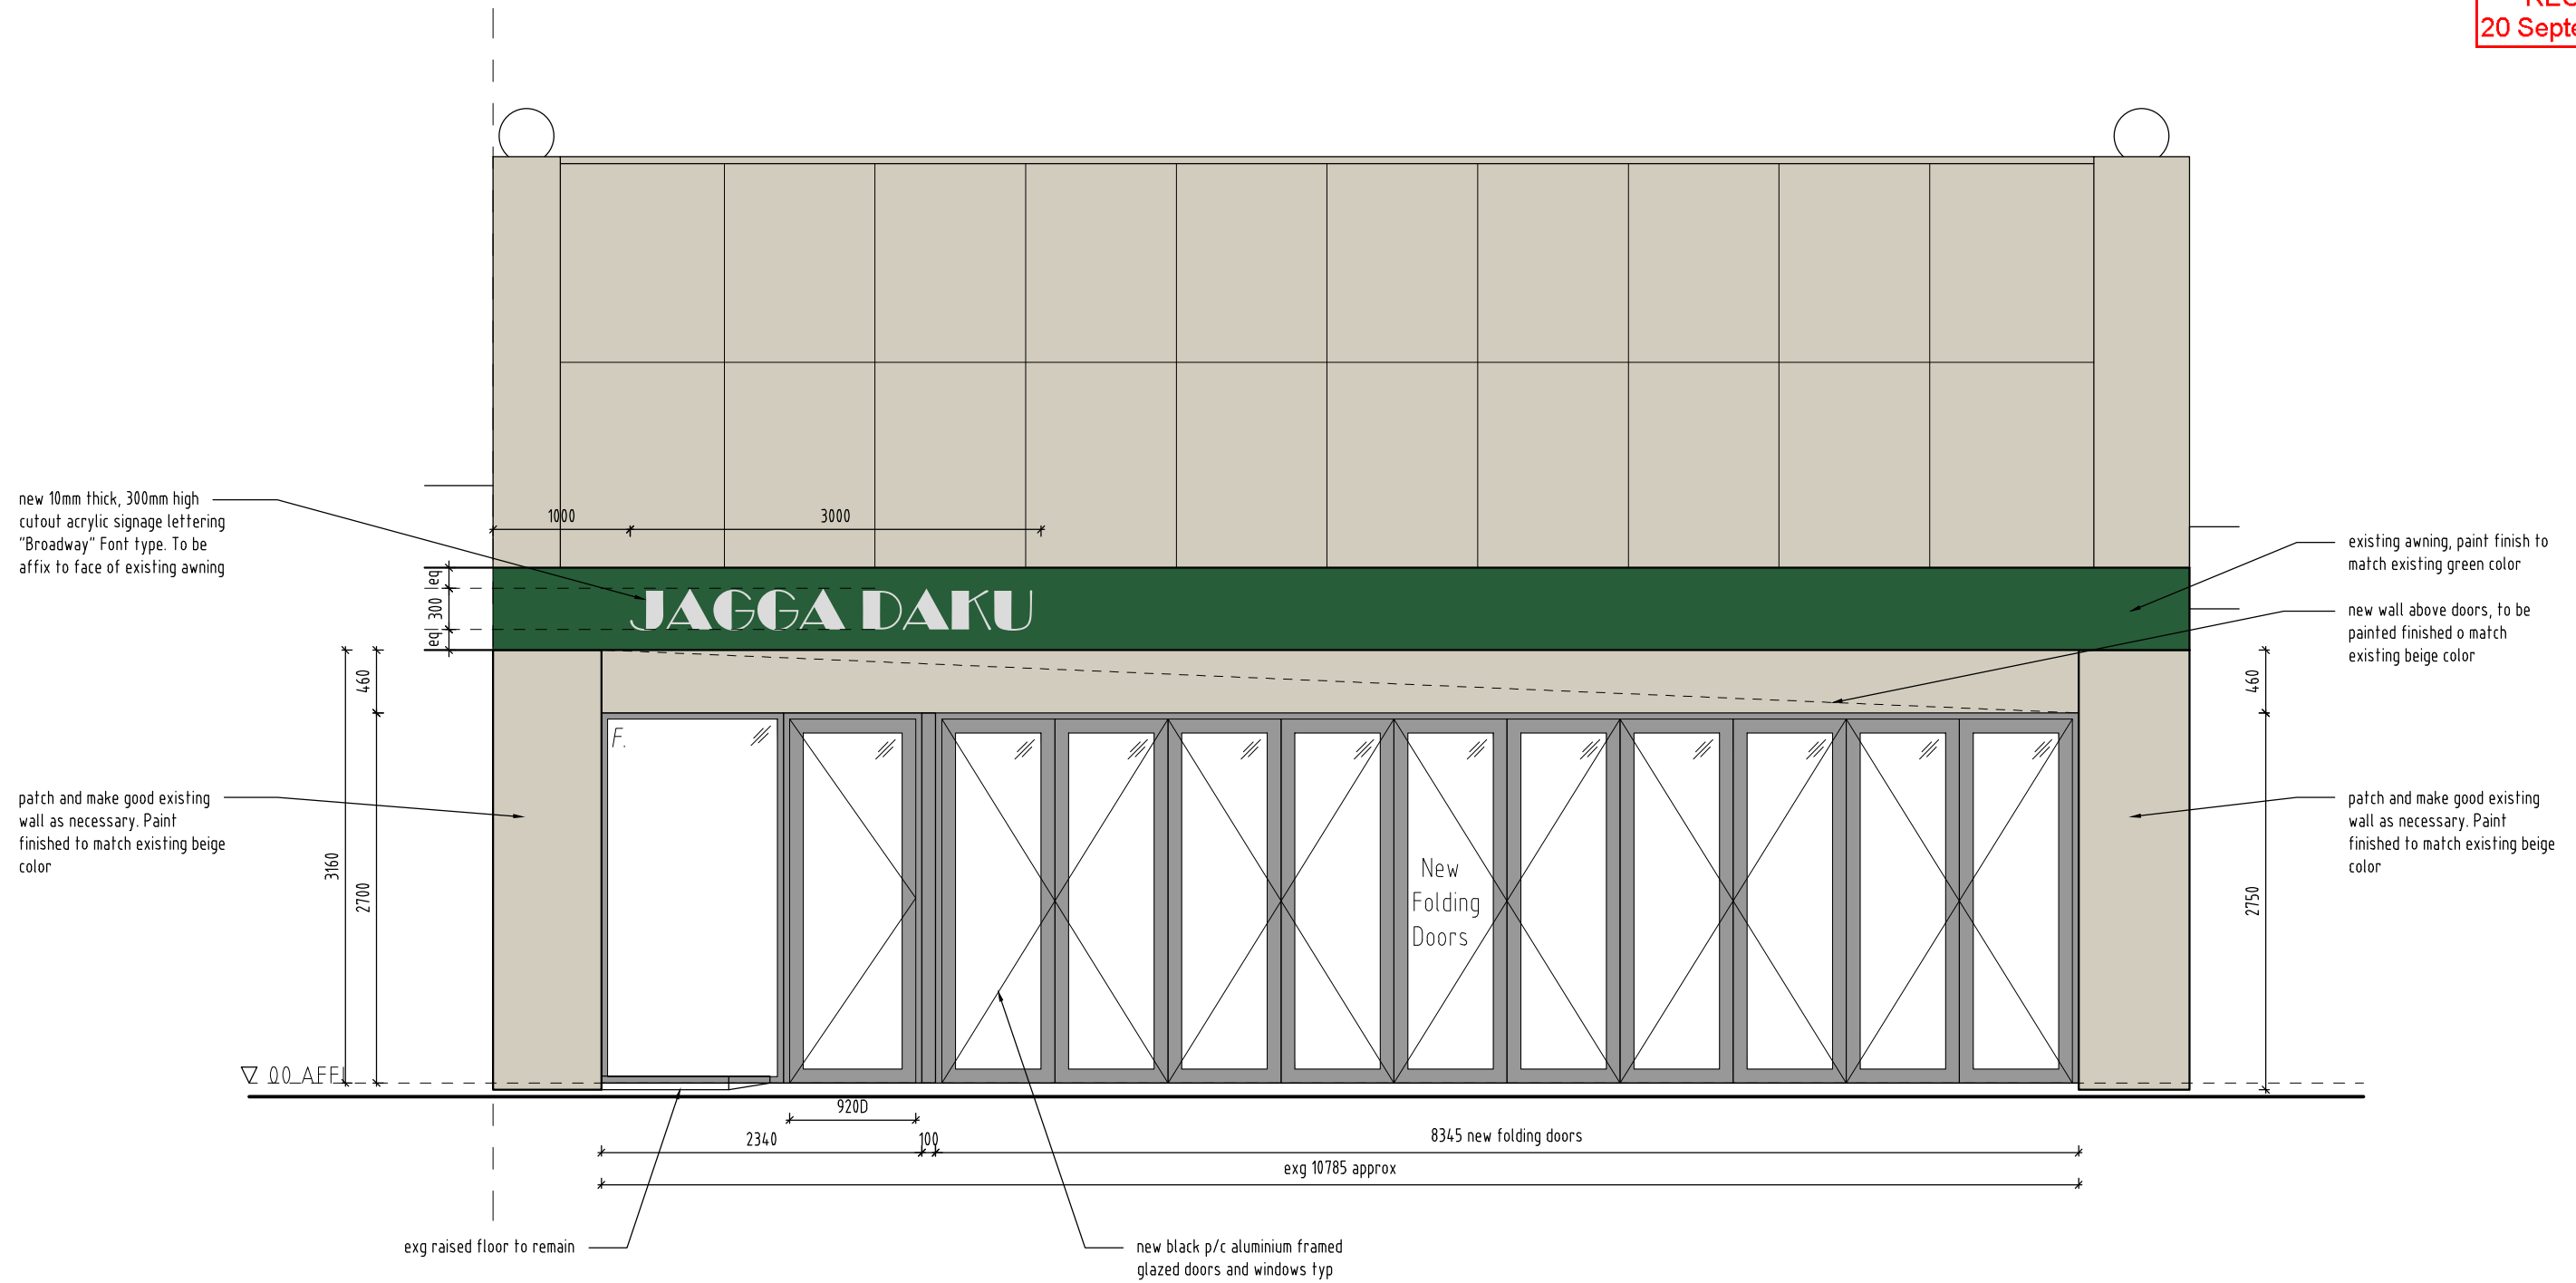 20 Septe
1000
3000
new 10mm thick, 300mm high
cutout acrylic signage lettering
"Broadway" Font type. To be
affix to face of existing awning
eq
300
eq
JAGGA DAKU
existing awning, paint finish to
match existing green color
new wall above doors, to be
painted finished o match
existing beige color
460
460
F.
patch and make good existing
wall as necessary. Paint
finished to match existing beige
color
3160
2700
New
Folding
Doors
patch and make good existing
wall as necessary. Paint
finished to match existing beige
color
2750
00_AFFL
920D
2340
100
8345 new folding doors
exg 10785 approx
exg raised floor to remain
new black p/c aluminium framed
glazed doors and windows typ